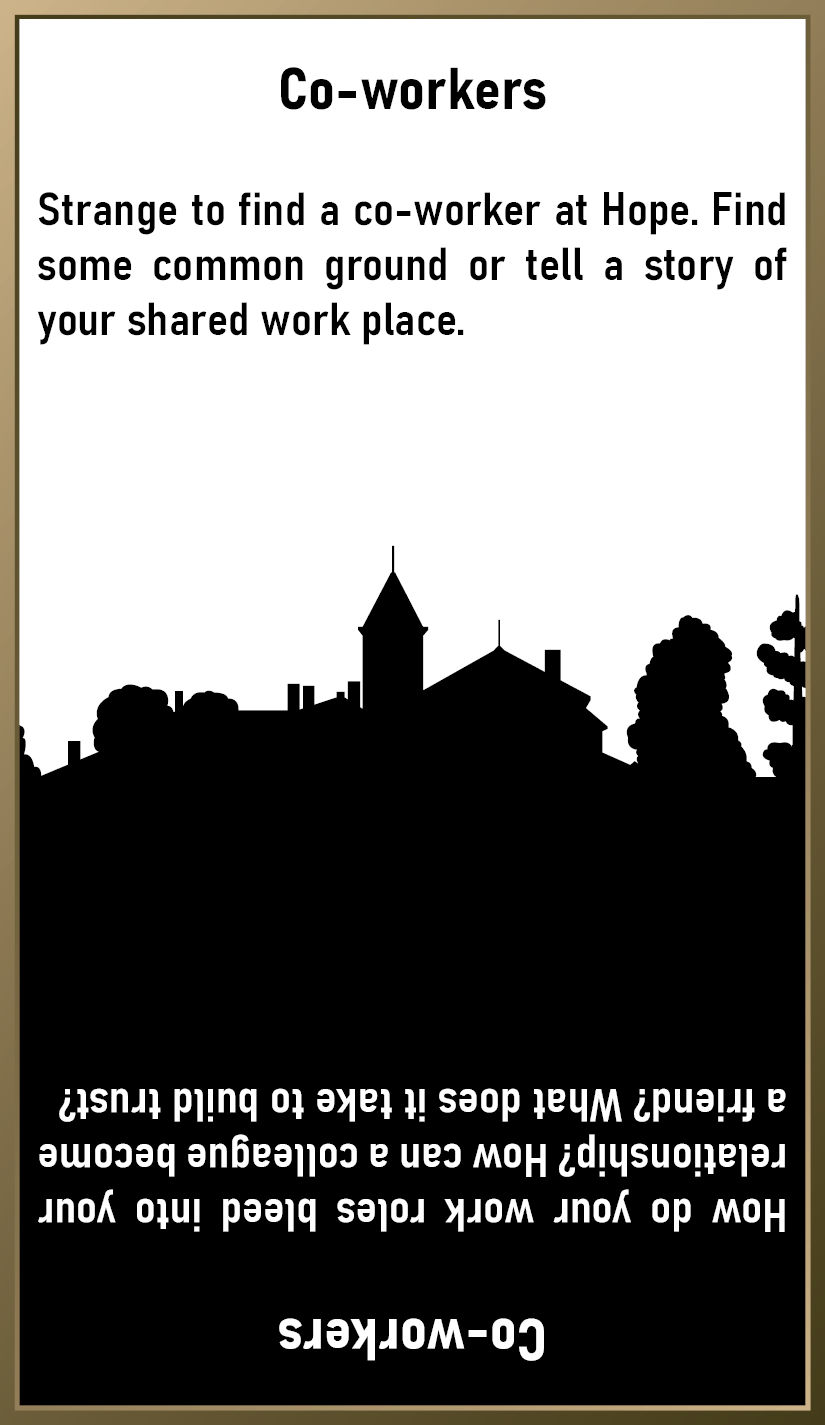 Co-workers
Strange to find a co-worker at Hope. Find
some common ground or tell a story of
your shared work place.
Co-workers
How do your work roles bleed into your
relationship? How can a colleague become
a friend? What does it take to build trust?